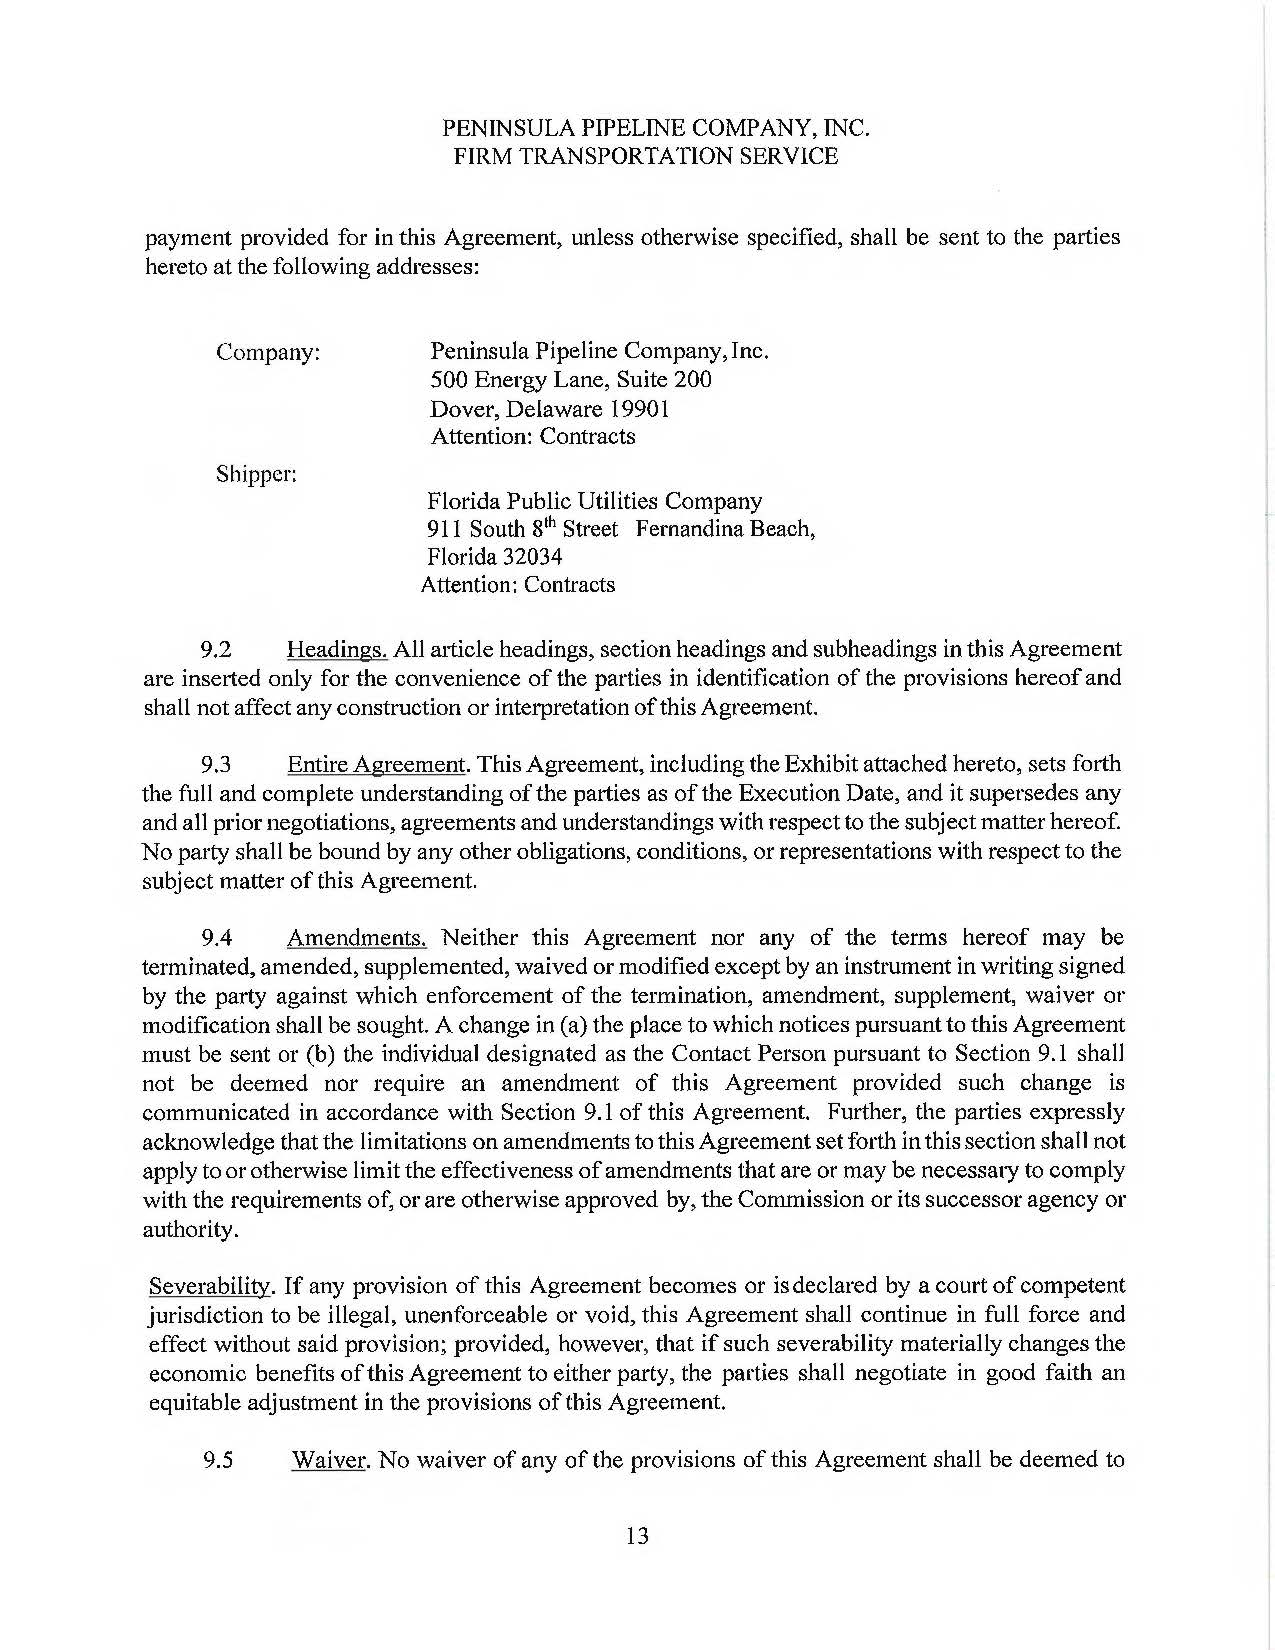 PENINSULA PIPELINE COMPANY, INC.
FIRM TRANSPORTATION SERVICE
payment provided for in this Agreement, unless otherwise specified, shall be sent to the parties
hereto at the following addresses:
Company: Peninsula Pipeline Company, Inc.
500 Energy Lane, Suite 200
Dover, Delaware 19901
Attention: Contracts
Shipper:
Florida Public Utilities Company
911 South 8th Street Fernandina Beach,
Florida 32034
Attention: Contracts
9.2 Headings. All article headings, section headings and subheadings in this Agreement
are inserted only for the convenience of the parties in identification of the provisions hereof and
shall not affect any construction or interpretation of this Agreement.
9.3 Entire Agreement. This Agreement, including the Exhibit attached hereto, sets forth
the full and complete understanding of the parties as of the Execution Date, and it supersedes any
and all prior negotiations, agreements and understandings with respect to the subject matter hereof.
No party shall be bound by any other obligations, conditions, or representations with respect to the
subject matter of this Agreement.
9.4 Amendments. Neither this Agreement nor any of the terms hereof may be
terminated, amended, supplemented, waived or modified except by an instrument in writing signed
by the party against which enforcement of the termination, amendment, supplement, waiver or
modification shall be sought. A change in (a) the place to which notices pursuant to this Agreement
must be sent or (b) the individual designated as the Contact Person pursuant to Section 9.1 shall
not be deemed nor require an amendment of this Agreement provided such change is
communicated in accordance with Section 9.1 of this Agreement. Further, the parties expressly
acknowledge that the limitations on amendments to this Agreement set forth in this section shall not
apply to or otherwise limit the effectiveness of amendments that are or may be necessary to comply
with the requirements of, or are otherwise approved by, the Commission or its successor agency or
authority.
Severability. If any provision of this Agreement becomes or is declared by a court of competent
jurisdiction to be illegal, unenforceable or void, this Agreement shall continue in full force and
effect without said provision; provided, however, that if such severability materially changes the
economic benefits of this Agreement to either party, the parties shall negotiate in good faith an
equitable adjustment in the provisions of this Agreement.
9.5 Waiver. No waiver of any of the provisions of this Agreement shall be deemed to
13